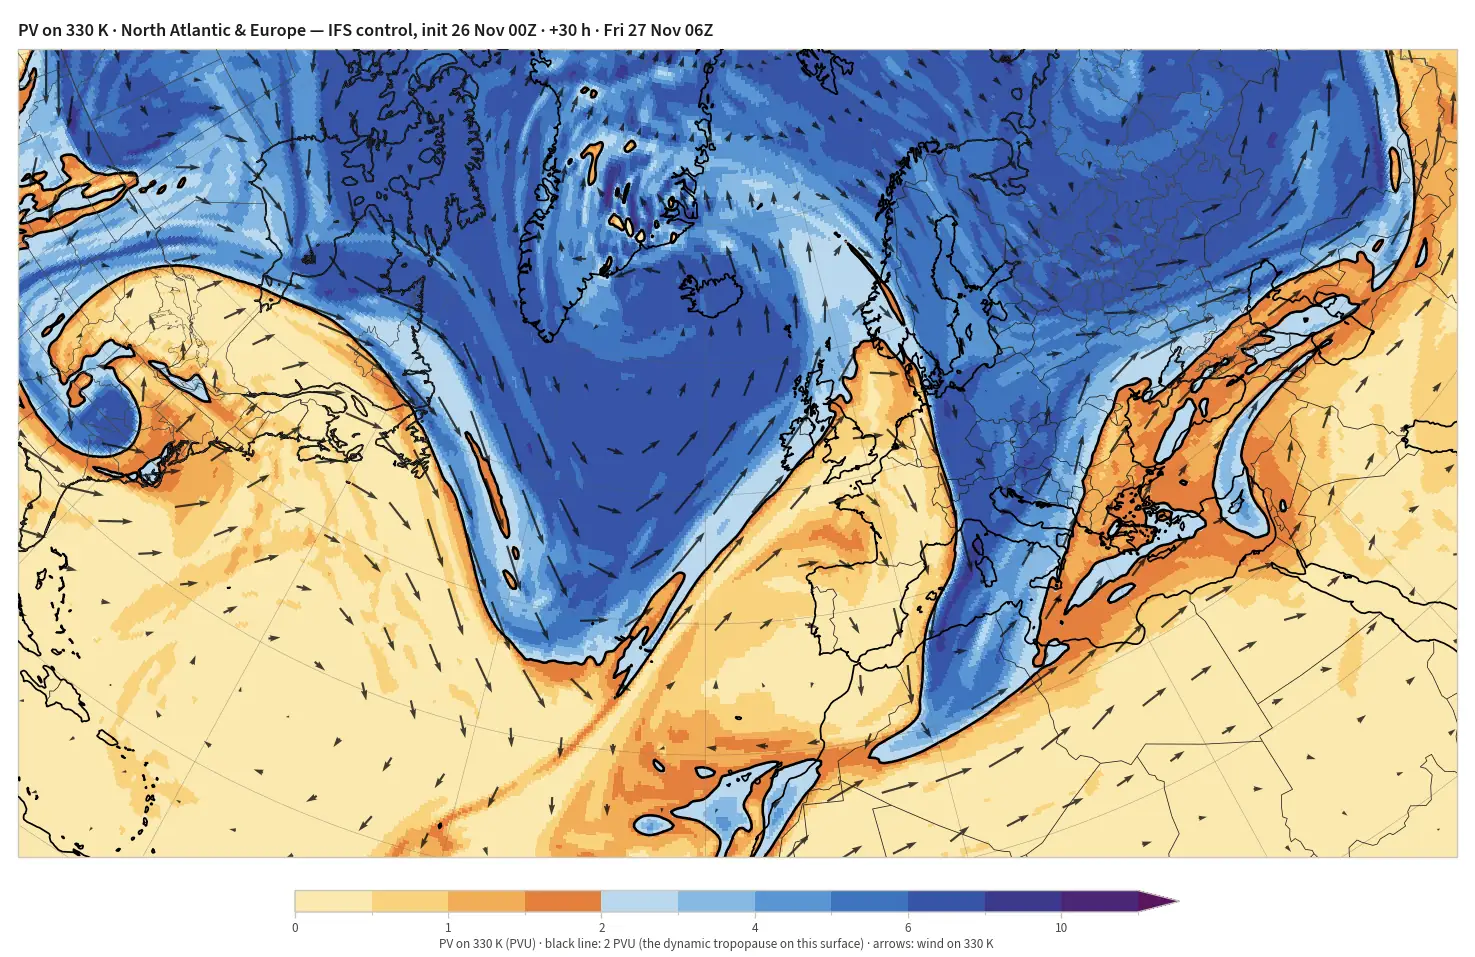 PV on 330 K · North Atlantic & Europe — IFS control, init 26 Nov 00Z · +30 h · Fri 27 Nov 06Z
0 1 2 4 6 10
PV on 330 K (PVU) · black line: 2 PVU (the dynamic tropopause on this surface) · arrows: wind on 330 K